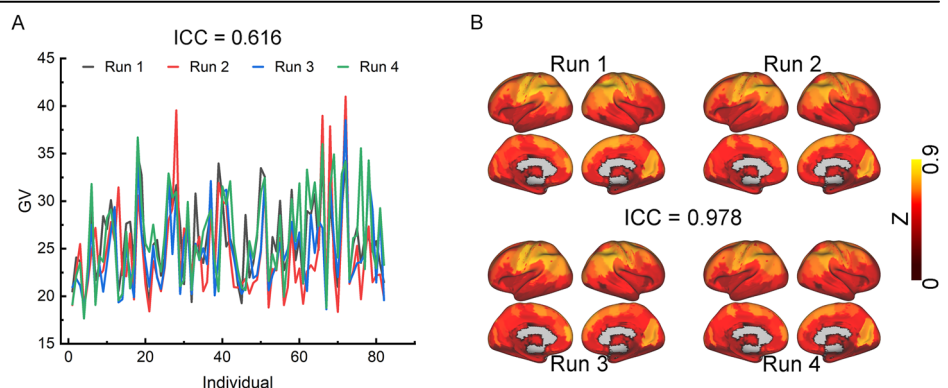 A
ICC = 0.616
Run 1 Run 2 Run 3 Run 4
45
40
35
30
25
20
15
GV
0 20 40 60 80
Individual
B
Run 1 Run 2
ICC = 0.978
Run 3 Run 4
0.9
Z
0